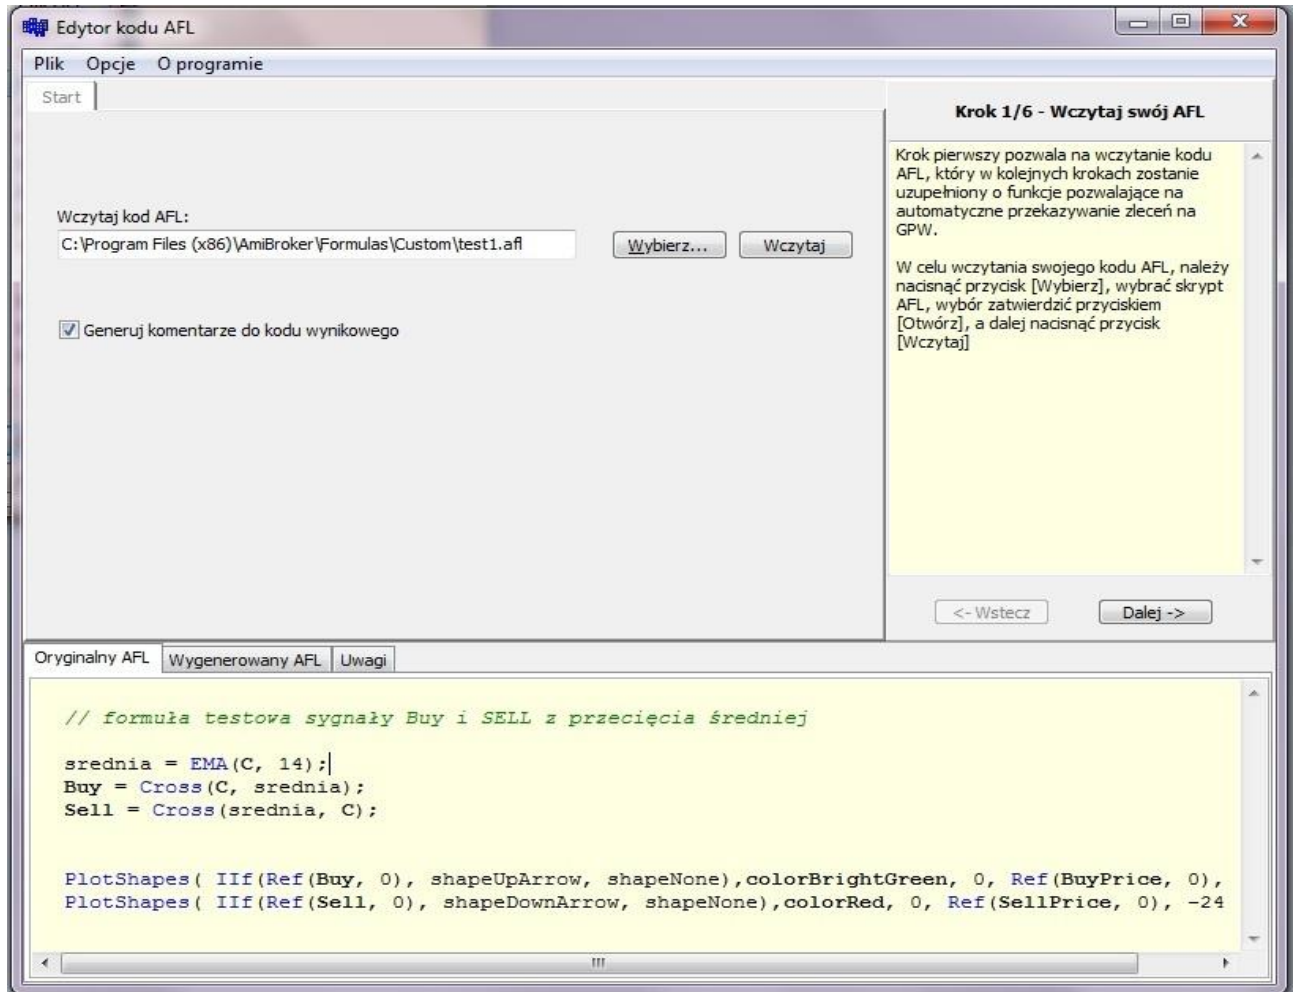 Edytor kodu AFL
Plik Opcje O programie
Start
Wczytaj kod AFL:
C:\Program Files (x86)\AmiBroker\Formulas\Custom\test1.afl
Wybierz...
Wczytaj
Generuj komentarze do kodu wynikowego
Krok 1/6 - Wczytaj swój AFL
Krok pierwszy pozwala na wczytanie kodu
AFL, który w kolejnych krokach zostanie
uzupełniony o funkcje pozwalające na
automatyczne przekazywanie zleceń na
GPW.
W celu wczytania swojego kodu AFL, należy
nacisnąć przycisk [Wybierz], wybrać skrypt
AFL, wybór zatwierdzić przyciskiem
[Otwórz], a dalej nacisnąć przycisk
[Wczytaj]
<- Wstecz
Dalej ->
Oryginalny AFL
Wygenerowany AFL
Uwagi
// formuła testowa sygnały Buy i SELL z przecięcia średniej
srednia = EMA(C, 14);
Buy = Cross(C, srednia);
Sell = Cross(srednia, C);
PlotShapes( IIf(Ref(Buy, 0), shapeUpArrow, shapeNone),colorBrightGreen, 0, Ref(BuyPrice, 0),
PlotShapes( IIf(Ref(Sell, 0), shapeDownArrow, shapeNone),colorRed, 0, Ref(SellPrice, 0), -24